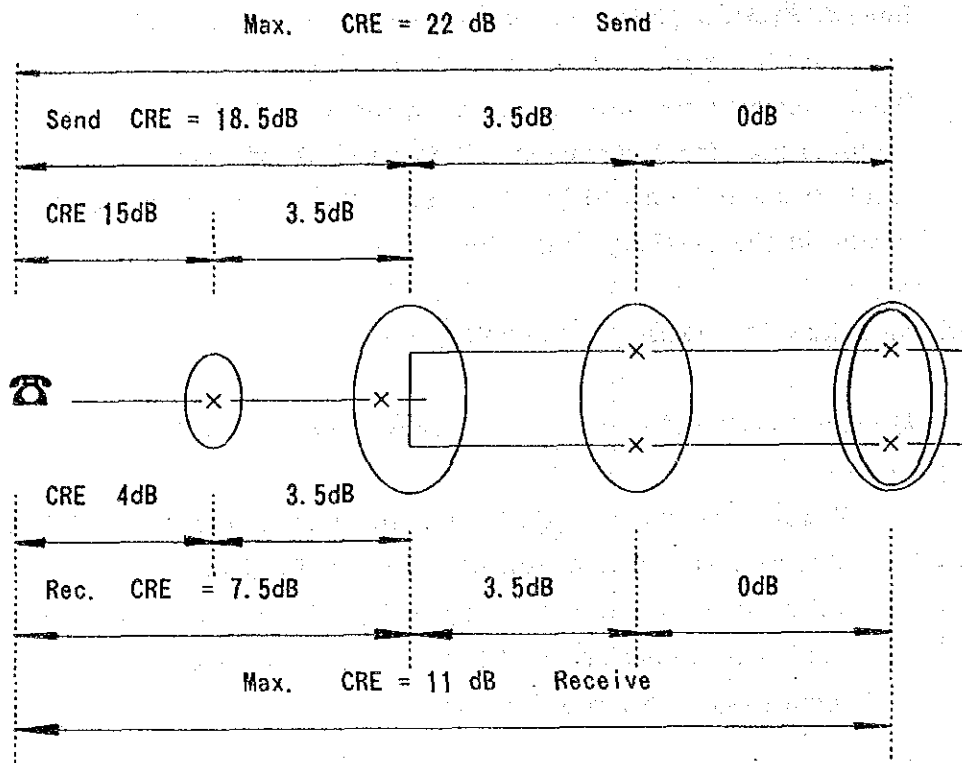 Max. CRE = 22 dB Send
Send CRE = 18.5dB 3.5dB 0dB
CRE 15dB 3.5dB
CRE 4dB 3.5dB
Rec. CRE = 7.5dB 3.5dB 0dB
Max. CRE = 11 dB Receive